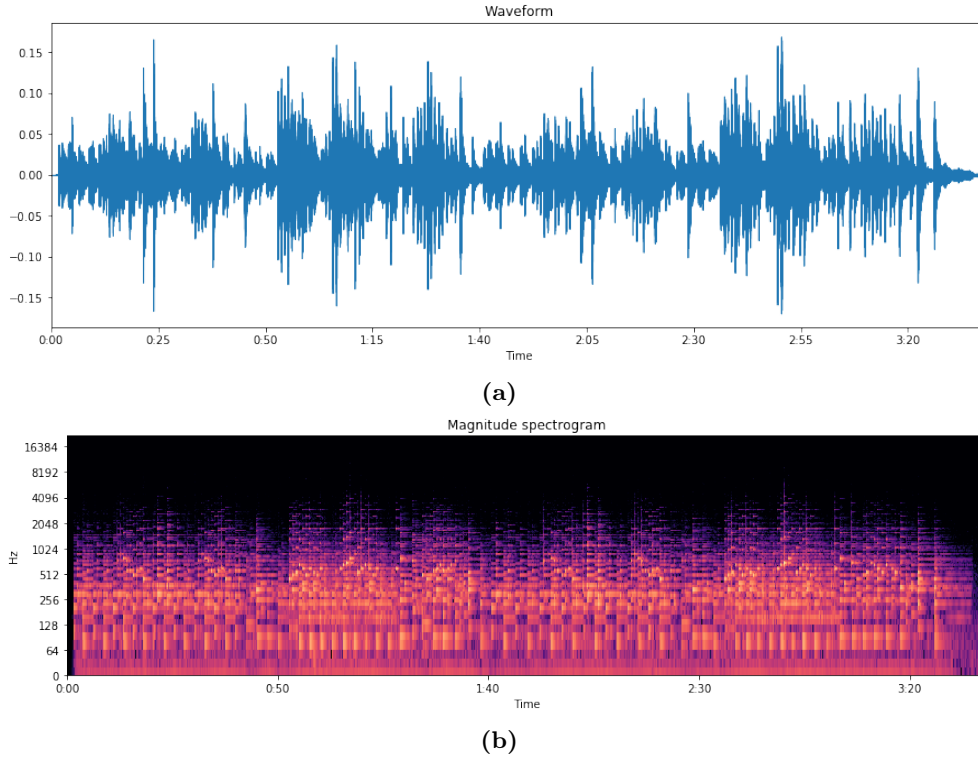 Waveform
0.15
0.10
0.05
0.00
−0.05
−0.10
−0.15
0:00 0:25 0:50 1:15 1:40 2:05 2:30 2:55 3:20
Time
(a)
Magnitude spectrogram
16384
8192
4096
2048
1024
512
256
128
64
0
Hz
0:00 0:50 1:40 2:30 3:20
Time
(b)